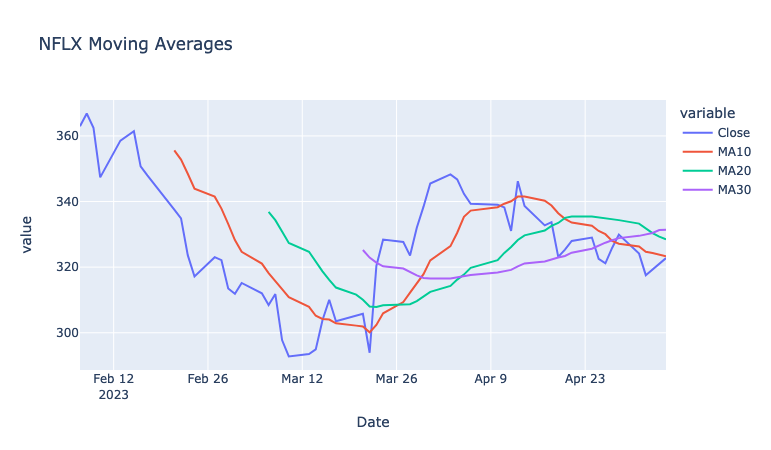 NFLX Moving Averages
variable
Close
MA10
MA20
MA30
value
360
340
320
300
Feb 12
2023
Feb 26
Mar 12
Mar 26
Apr 9
Apr 23
Date